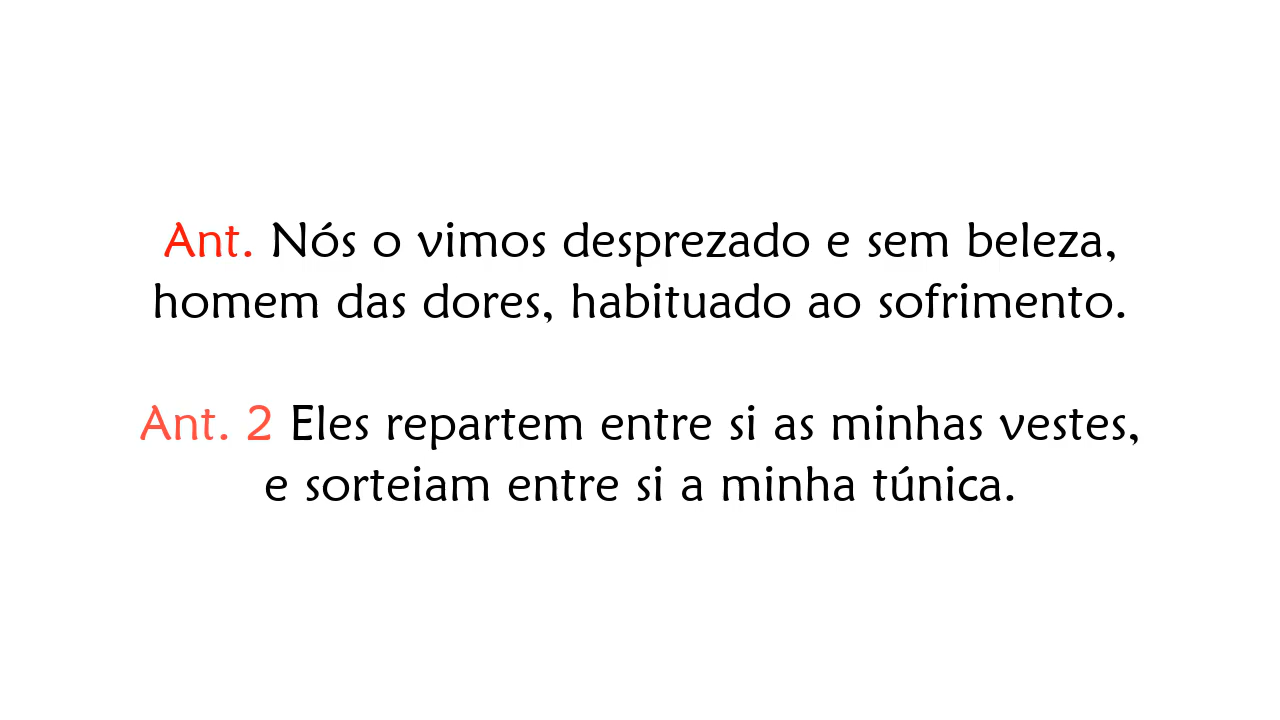 Ant. Nós o vimos desprezado e sem beleza,
homem das dores, habituado ao sofrimento.
Ant. 2 Eles repartem entre si as minhas vestes,
e sorteiam entre si a minha túnica.